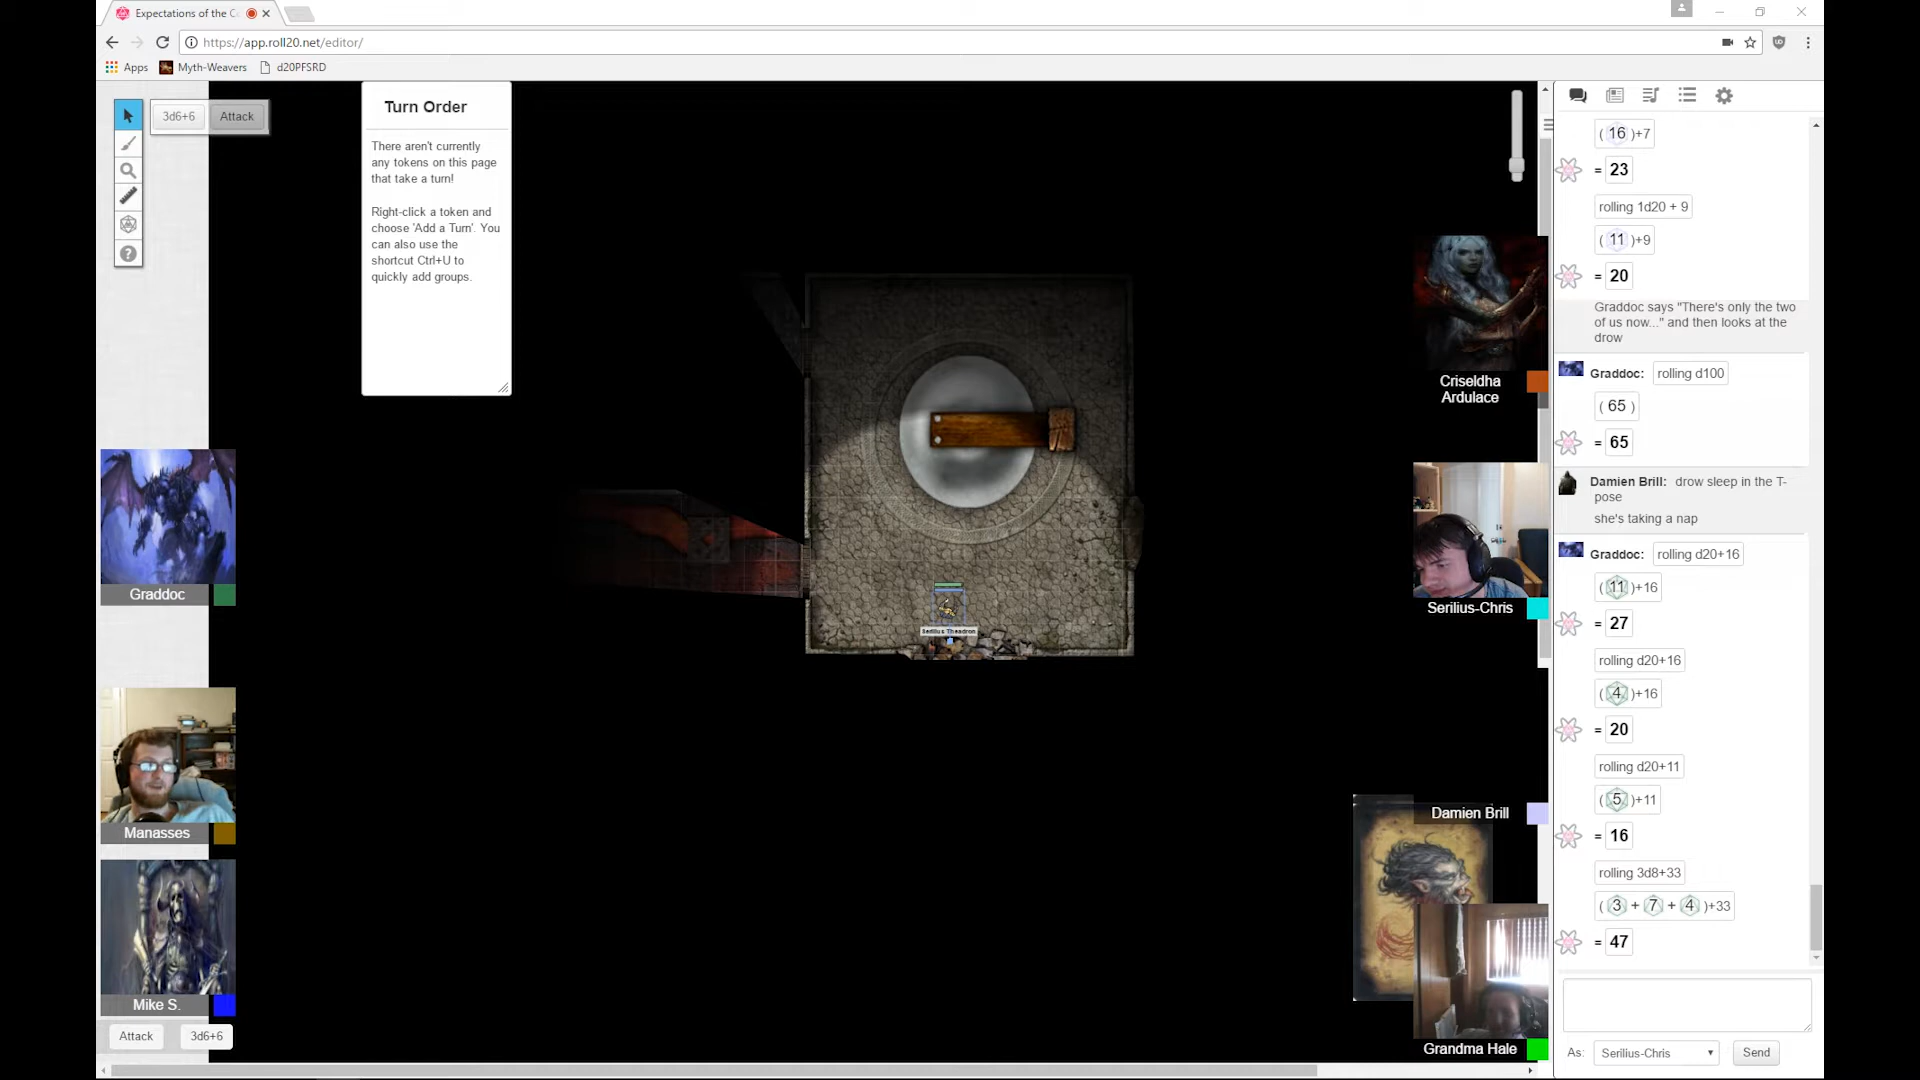 Expectations of the C
https://app.roll20.net/editor/
Apps
Myth-Weavers
d20PFSRD
3d6+6
Attack
Turn Order
There aren't currently
any tokens on this page
that take a turn!
Right-click a token and
choose 'Add a Turn'. You
can also use the
shortcut Ctrl+U to
quickly add groups.
Graddoc
Manasses
Mike S.
Attack
3d6+6
Serilius Theadron
Criseldha
Ardulace
Serilius-Chris
Damien Brill
Grandma Hale
(16)+7
= 23
rolling 1d20 + 9
(11)+9
= 20
Graddoc says "There's only the two
of us now..." and then looks at the
drow
Graddoc: rolling d100
(65)
= 65
Damien Brill: drow sleep in the T-
pose
she's taking a nap
Graddoc: rolling d20+16
(11)+16
= 27
rolling d20+16
(4)+16
= 20
rolling d20+11
(5)+11
= 16
rolling 3d8+33
(3 + 7 + 4)+33
= 47
As: Serilius-Chris
Send